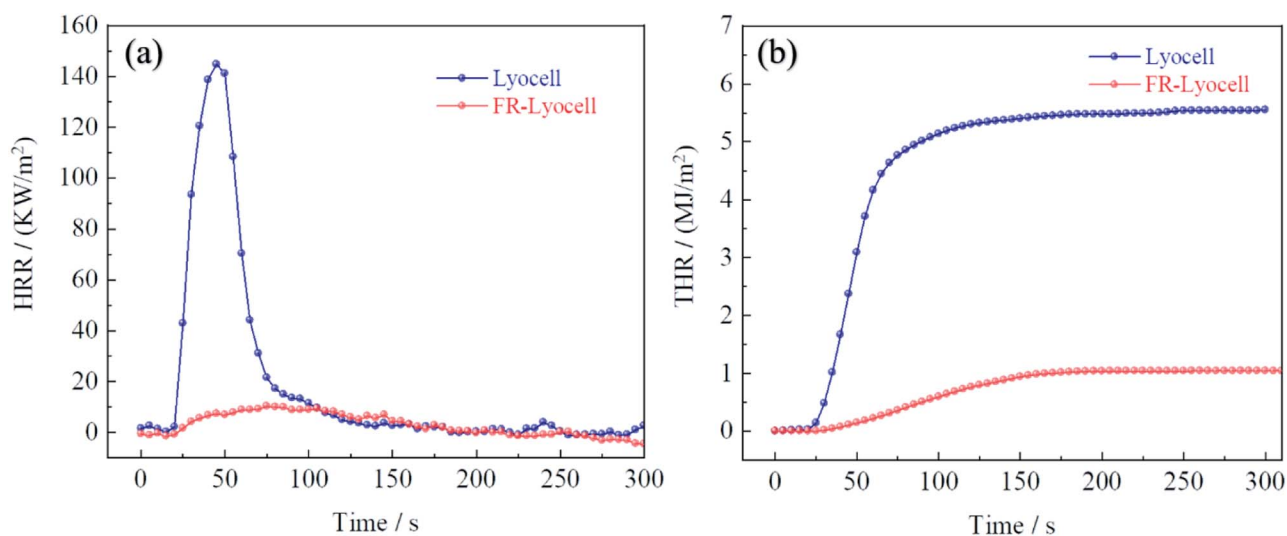 (a)
Lyocell
FR-Lyocell
HRR / (KW/m²)
160
140
120
100
80
60
40
20
0
0 50 100 150 200 250 300
Time / s
(b)
Lyocell
FR-Lyocell
THR / (MJ/m²)
7
6
5
4
3
2
1
0
0 50 100 150 200 250 300
Time / s